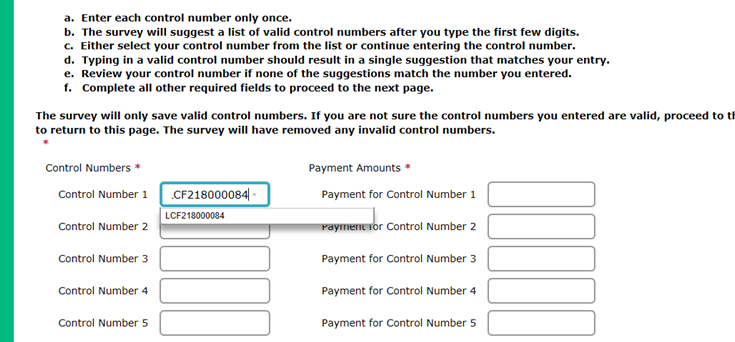 a. Enter each control number only once.
b. The survey will suggest a list of valid control numbers after you type the first few digits.
c. Either select your control number from the list or continue entering the control number.
d. Typing in a valid control number should result in a single suggestion that matches your entry.
e. Review your control number if none of the suggestions match the number you entered.
f. Complete all other required fields to proceed to the next page.
The survey will only save valid control numbers. If you are not sure the control numbers you entered are valid, proceed to
to return to this page. The survey will have removed any invalid control numbers.
*
Control Numbers * Payment Amounts *
Control Number 1 CF218000084 Payment for Control Number 1
LCF218000084
Control Number 2 Payment for Control Number 2
Control Number 3 Payment for Control Number 3
Control Number 4 Payment for Control Number 4
Control Number 5 Payment for Control Number 5